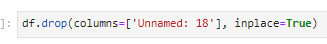 ]: df.drop(columns=['Unnamed: 18'], inplace=True)